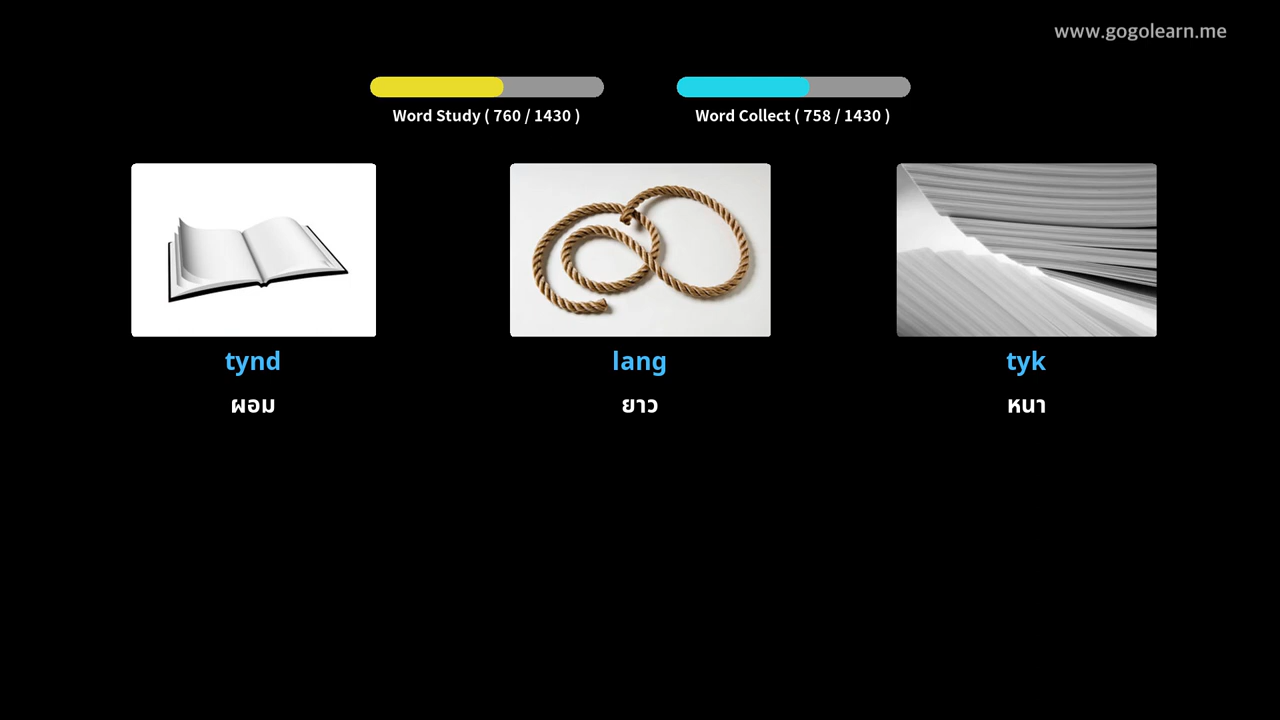 www.gogolearn.me
Word Study ( 760 / 1430 )
Word Collect ( 758 / 1430 )
tynd
lang
tyk
ผอม
ยาว
หนา